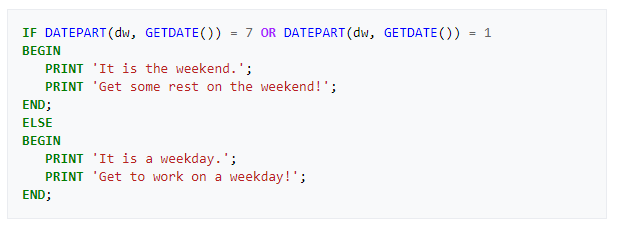 IF DATEPART(dw, GETDATE()) = 7 OR DATEPART(dw, GETDATE()) = 1
BEGIN
   PRINT 'It is the weekend.';
   PRINT 'Get some rest on the weekend!';
END;
ELSE
BEGIN
   PRINT 'It is a weekday.';
   PRINT 'Get to work on a weekday!';
END;